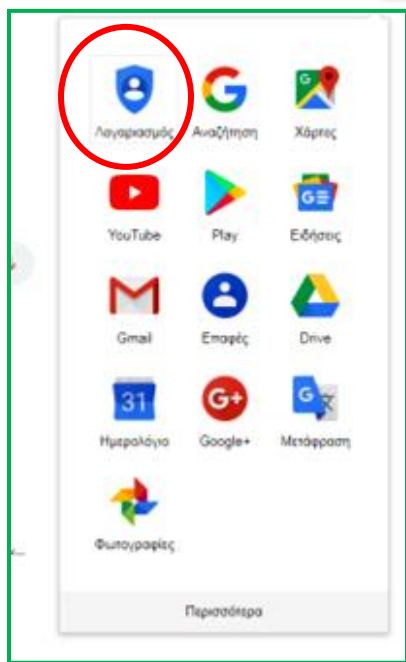 Λογαριασμός Αναζήτηση Χάρτες
YouTube Play Ειδήσεις
Gmail Επαφές Drive
31
Ημερολόγιο Google+ Μετάφραση
Φωτογραφίες
Περισσότερα